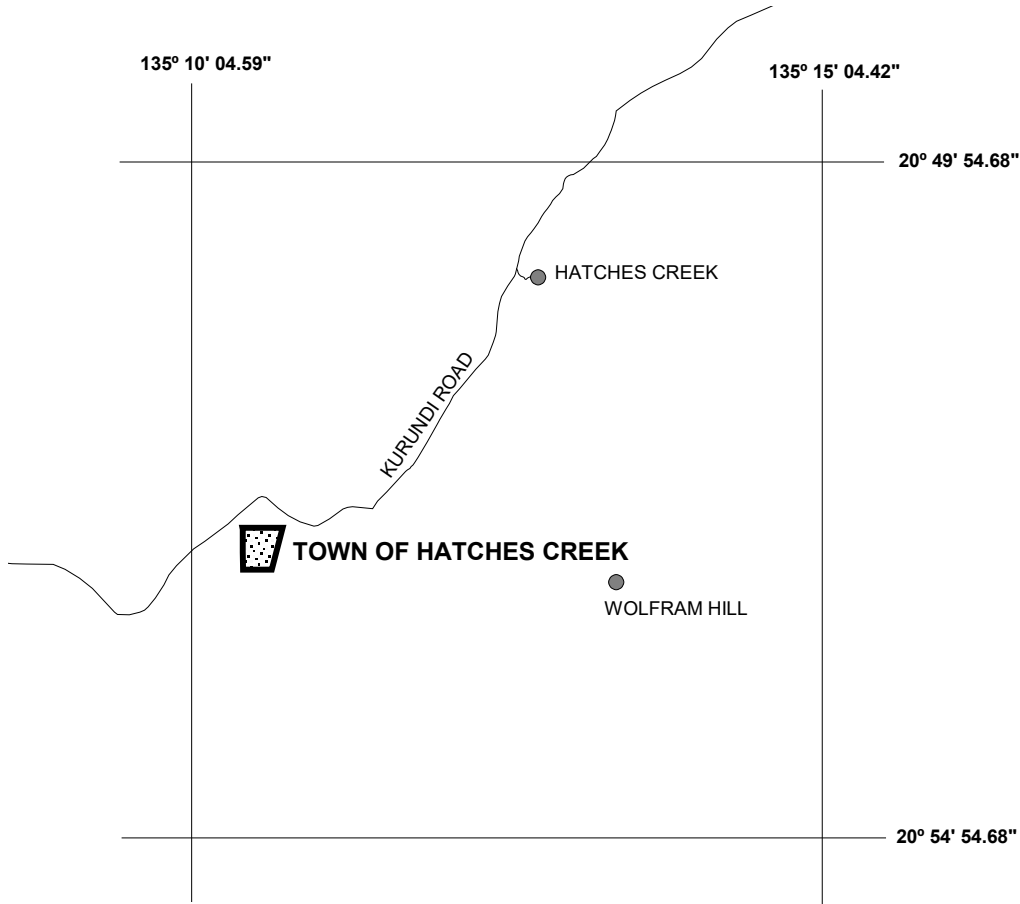 135º 10' 04.59"
135º 15' 04.42"
20º 49' 54.68"
HATCHES CREEK
KURUNDI ROAD
TOWN OF HATCHES CREEK
WOLFRAM HILL
20º 54' 54.68"